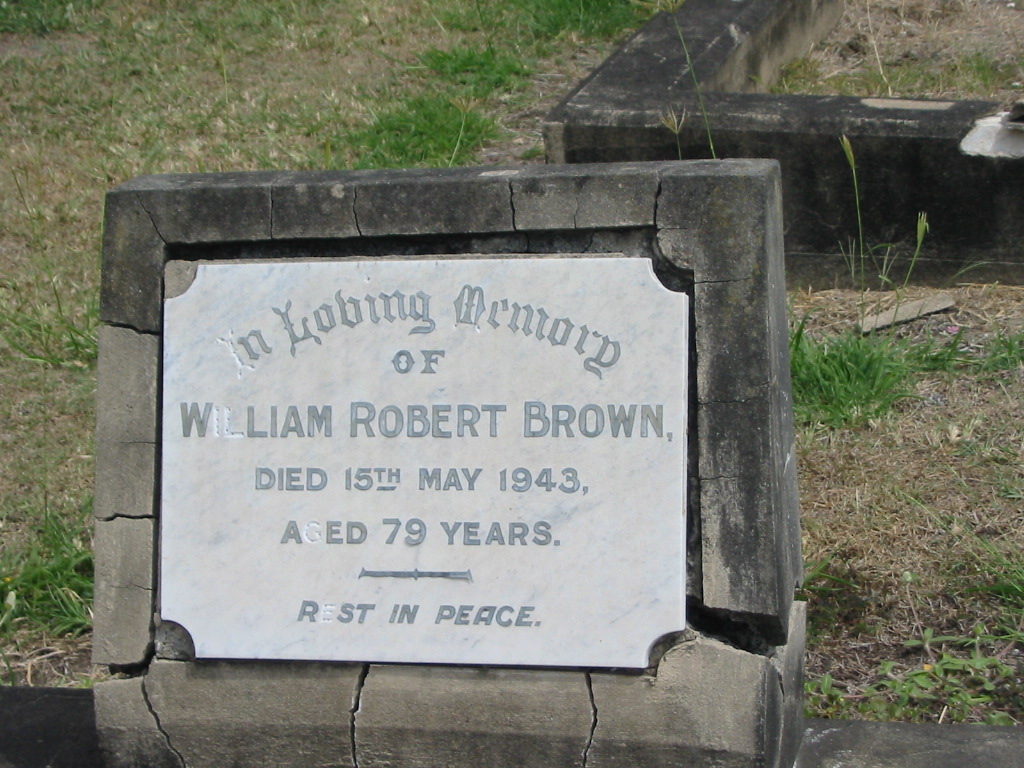 In Loving Memory
OF
WILLIAM ROBERT BROWN,
DIED 15TH MAY 1943,
AGED 79 YEARS.
REST IN PEACE.